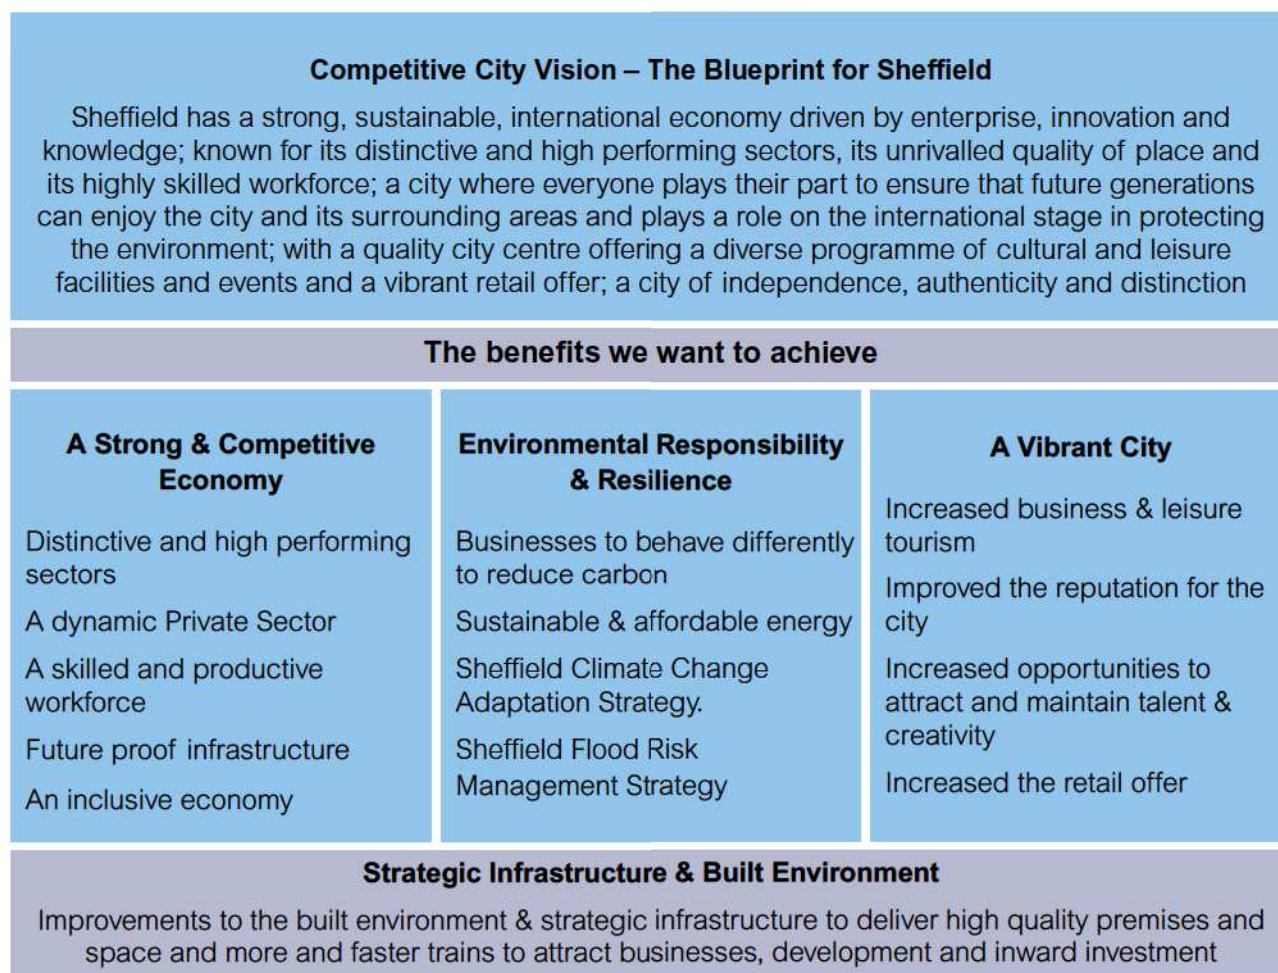 Competitive City Vision – The Blueprint for Sheffield
Sheffield has a strong, sustainable, international economy driven by enterprise, innovation and
knowledge; known for its distinctive and high performing sectors, its unrivalled quality of place and
its highly skilled workforce; a city where everyone plays their part to ensure that future generations
can enjoy the city and its surrounding areas and plays a role on the international stage in protecting
the environment; with a quality city centre offering a diverse programme of cultural and leisure
facilities and events and a vibrant retail offer; a city of independence, authenticity and distinction
The benefits we want to achieve
A Strong & Competitive
Economy
Distinctive and high performing
sectors
A dynamic Private Sector
A skilled and productive
workforce
Future proof infrastructure
An inclusive economy
Environmental Responsibility
& Resilience
Businesses to behave differently
to reduce carbon
Sustainable & affordable energy
Sheffield Climate Change
Adaptation Strategy.
Sheffield Flood Risk
Management Strategy
A Vibrant City
Increased business & leisure
tourism
Improved the reputation for the
city
Increased opportunities to
attract and maintain talent &
creativity
Increased the retail offer
Strategic Infrastructure & Built Environment
Improvements to the built environment & strategic infrastructure to deliver high quality premises and
space and more and faster trains to attract businesses, development and inward investment